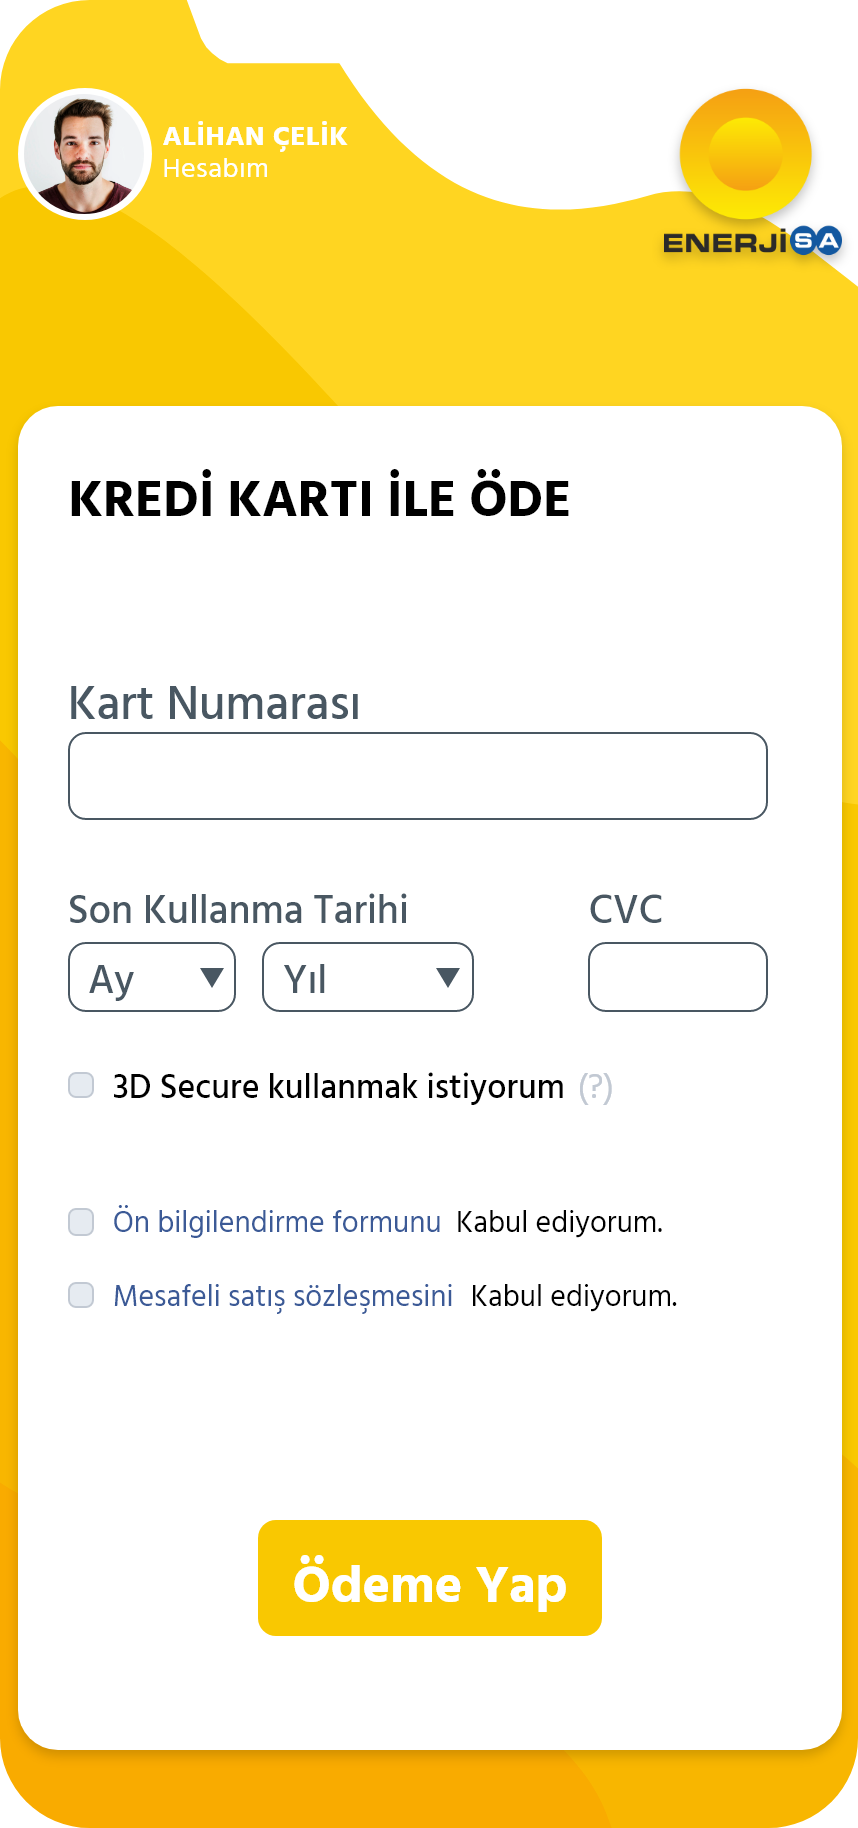 ALİHAN ÇELİK
Hesabım
ENERJİSA
KREDİ KARTI İLE ÖDE
Kart Numarası
Son Kullanma Tarihi CVC
Ay Yıl
3D Secure kullanmak istiyorum (?)
Ön bilgilendirme formunu Kabul ediyorum.
Mesafeli satış sözleşmesini Kabul ediyorum.
Ödeme Yap